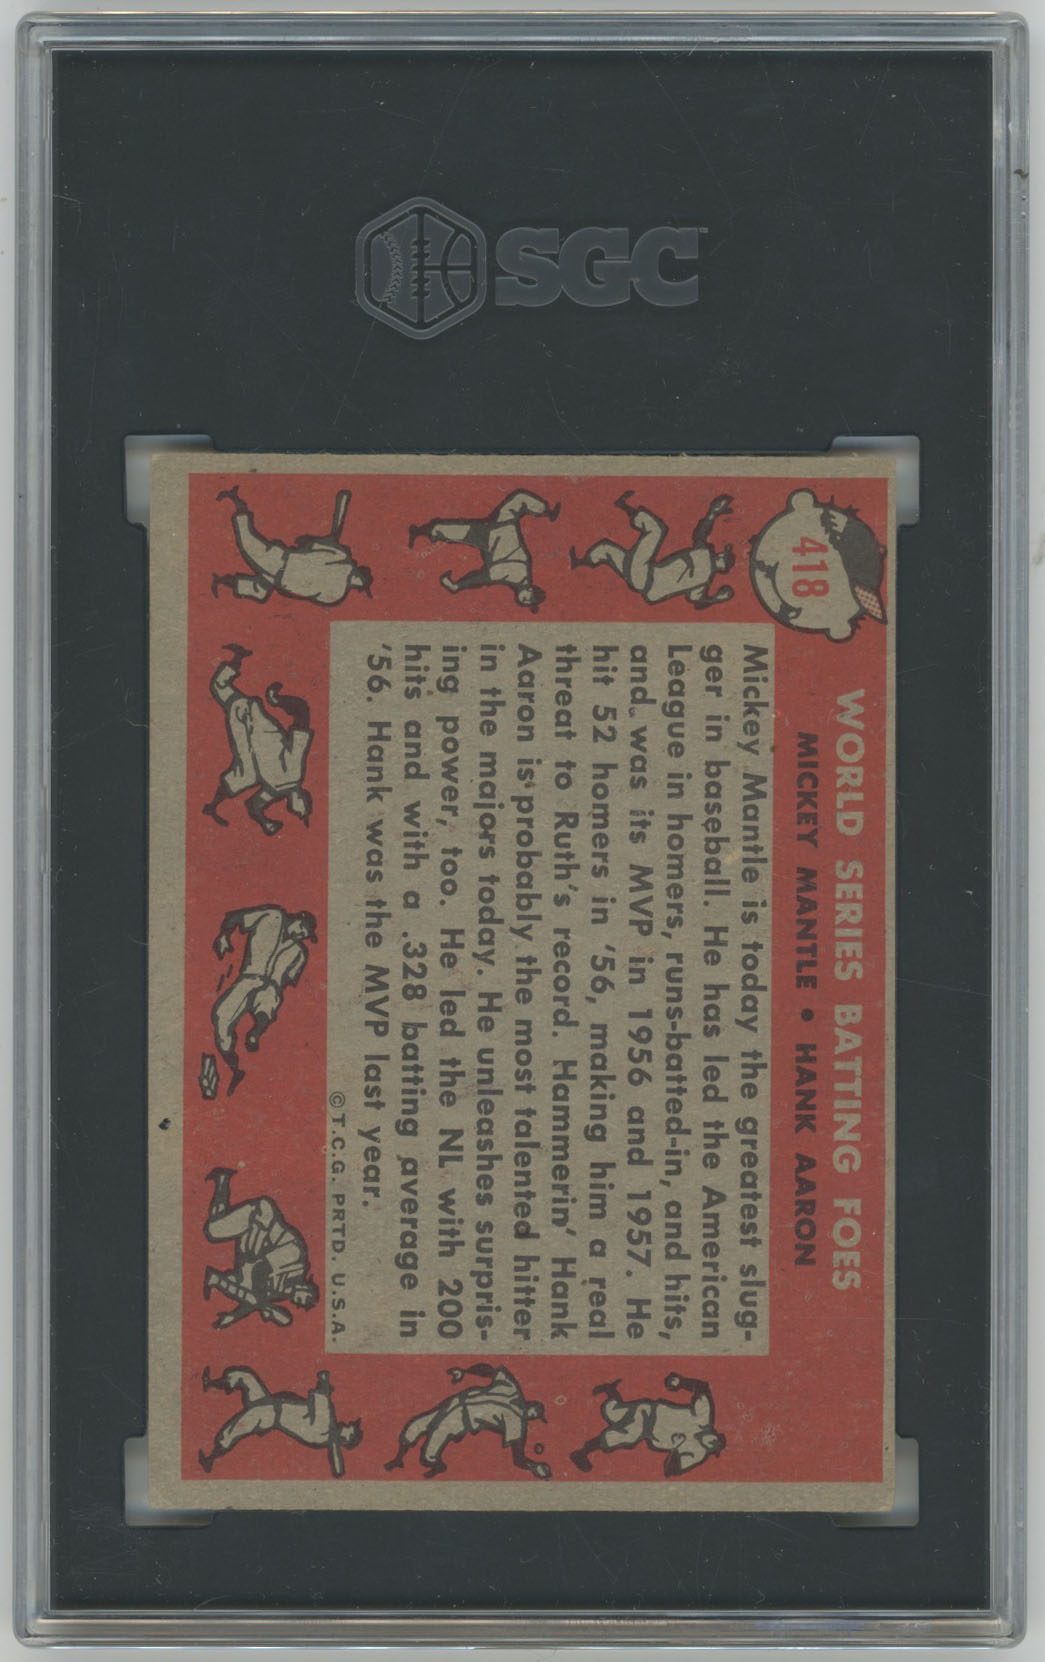 SGC
418
WORLD SERIES BATTING FOES
MICKEY MANTLE • HANK AARON
Mickey Mantle is today the greatest slug-
ger in baseball. He has led the American
League in homers, runs-batted-in, and hits,
and was its MVP in 1956 and 1957. He
hit 52 homers in '56, making him a real
threat to Ruth's record. Hammerin' Hank
Aaron is probably the most talented hitter
in the majors today. He unleashes surpris-
ing power, too. He led the NL with 200
hits and with a .328 batting average in
'56. Hank was the MVP last year.
©T.C.G. PRTD. U.S.A.